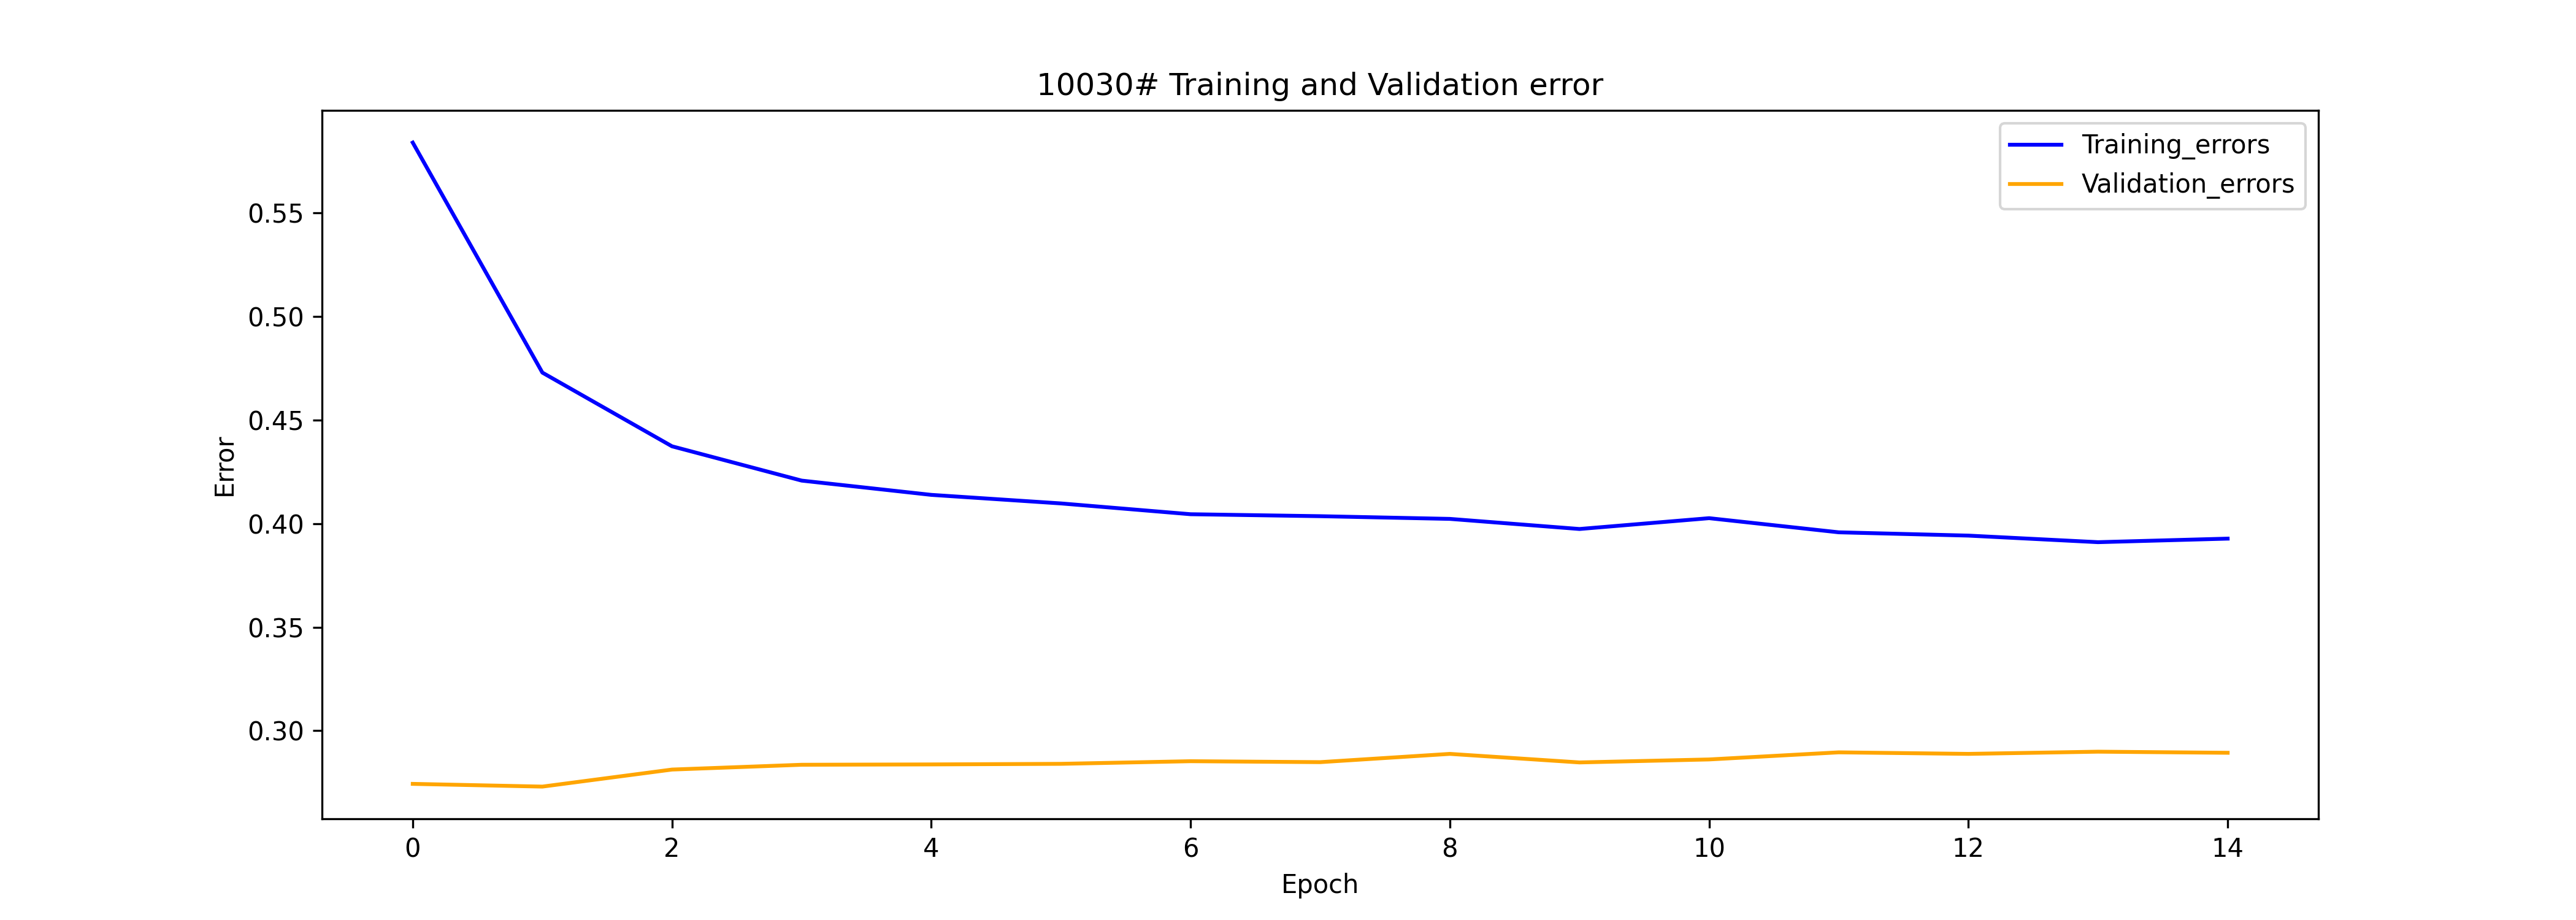 10030# Training and Validation error
Training_errors
Validation_errors
Error
0.55
0.50
0.45
0.40
0.35
0.30
0 2 4 6 8 10 12 14
Epoch